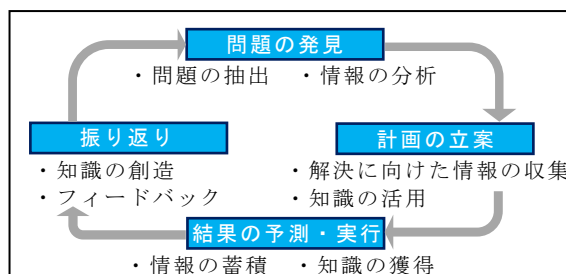 問題の発見
・問題の抽出　・情報の分析
振り返り
・知識の創造
・フィードバック
計画の立案
・解決に向けた情報の収集
・知識の活用
結果の予測・実行
・情報の蓄積　・知識の獲得